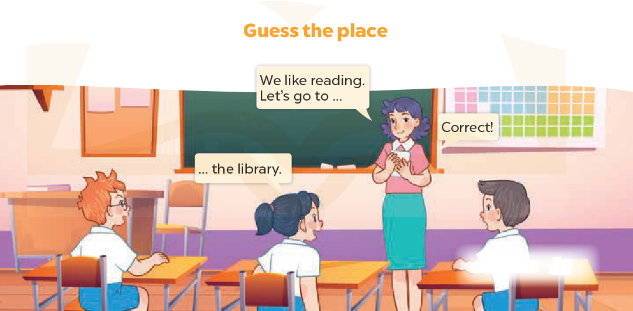 Guess the place
We like reading.
Let's go to ...
... the library.
Correct!